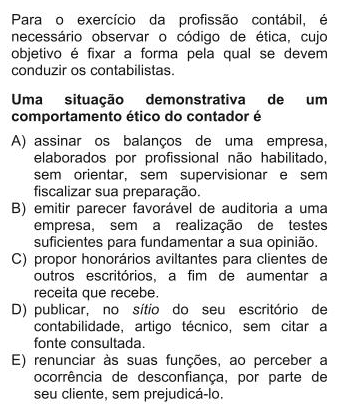 Para o exercício da profissão contábil, é
necessário observar o código de ética, cujo
objetivo é fixar a forma pela qual se devem
conduzir os contabilistas.
Uma situação demonstrativa de um
comportamento ético do contador é
A) assinar os balanços de uma empresa,
elaborados por profissional não habilitado,
sem orientar, sem supervisionar e sem
fiscalizar sua preparação.
B) emitir parecer favorável de auditoria a uma
empresa, sem a realização de testes
suficientes para fundamentar a sua opinião.
C) propor honorários aviltantes para clientes de
outros escritórios, a fim de aumentar a
receita que recebe.
D) publicar, no sítio do seu escritório de
contabilidade, artigo técnico, sem citar a
fonte consultada.
E) renunciar às suas funções, ao perceber a
ocorrência de desconfiança, por parte de
seu cliente, sem prejudicá-lo.